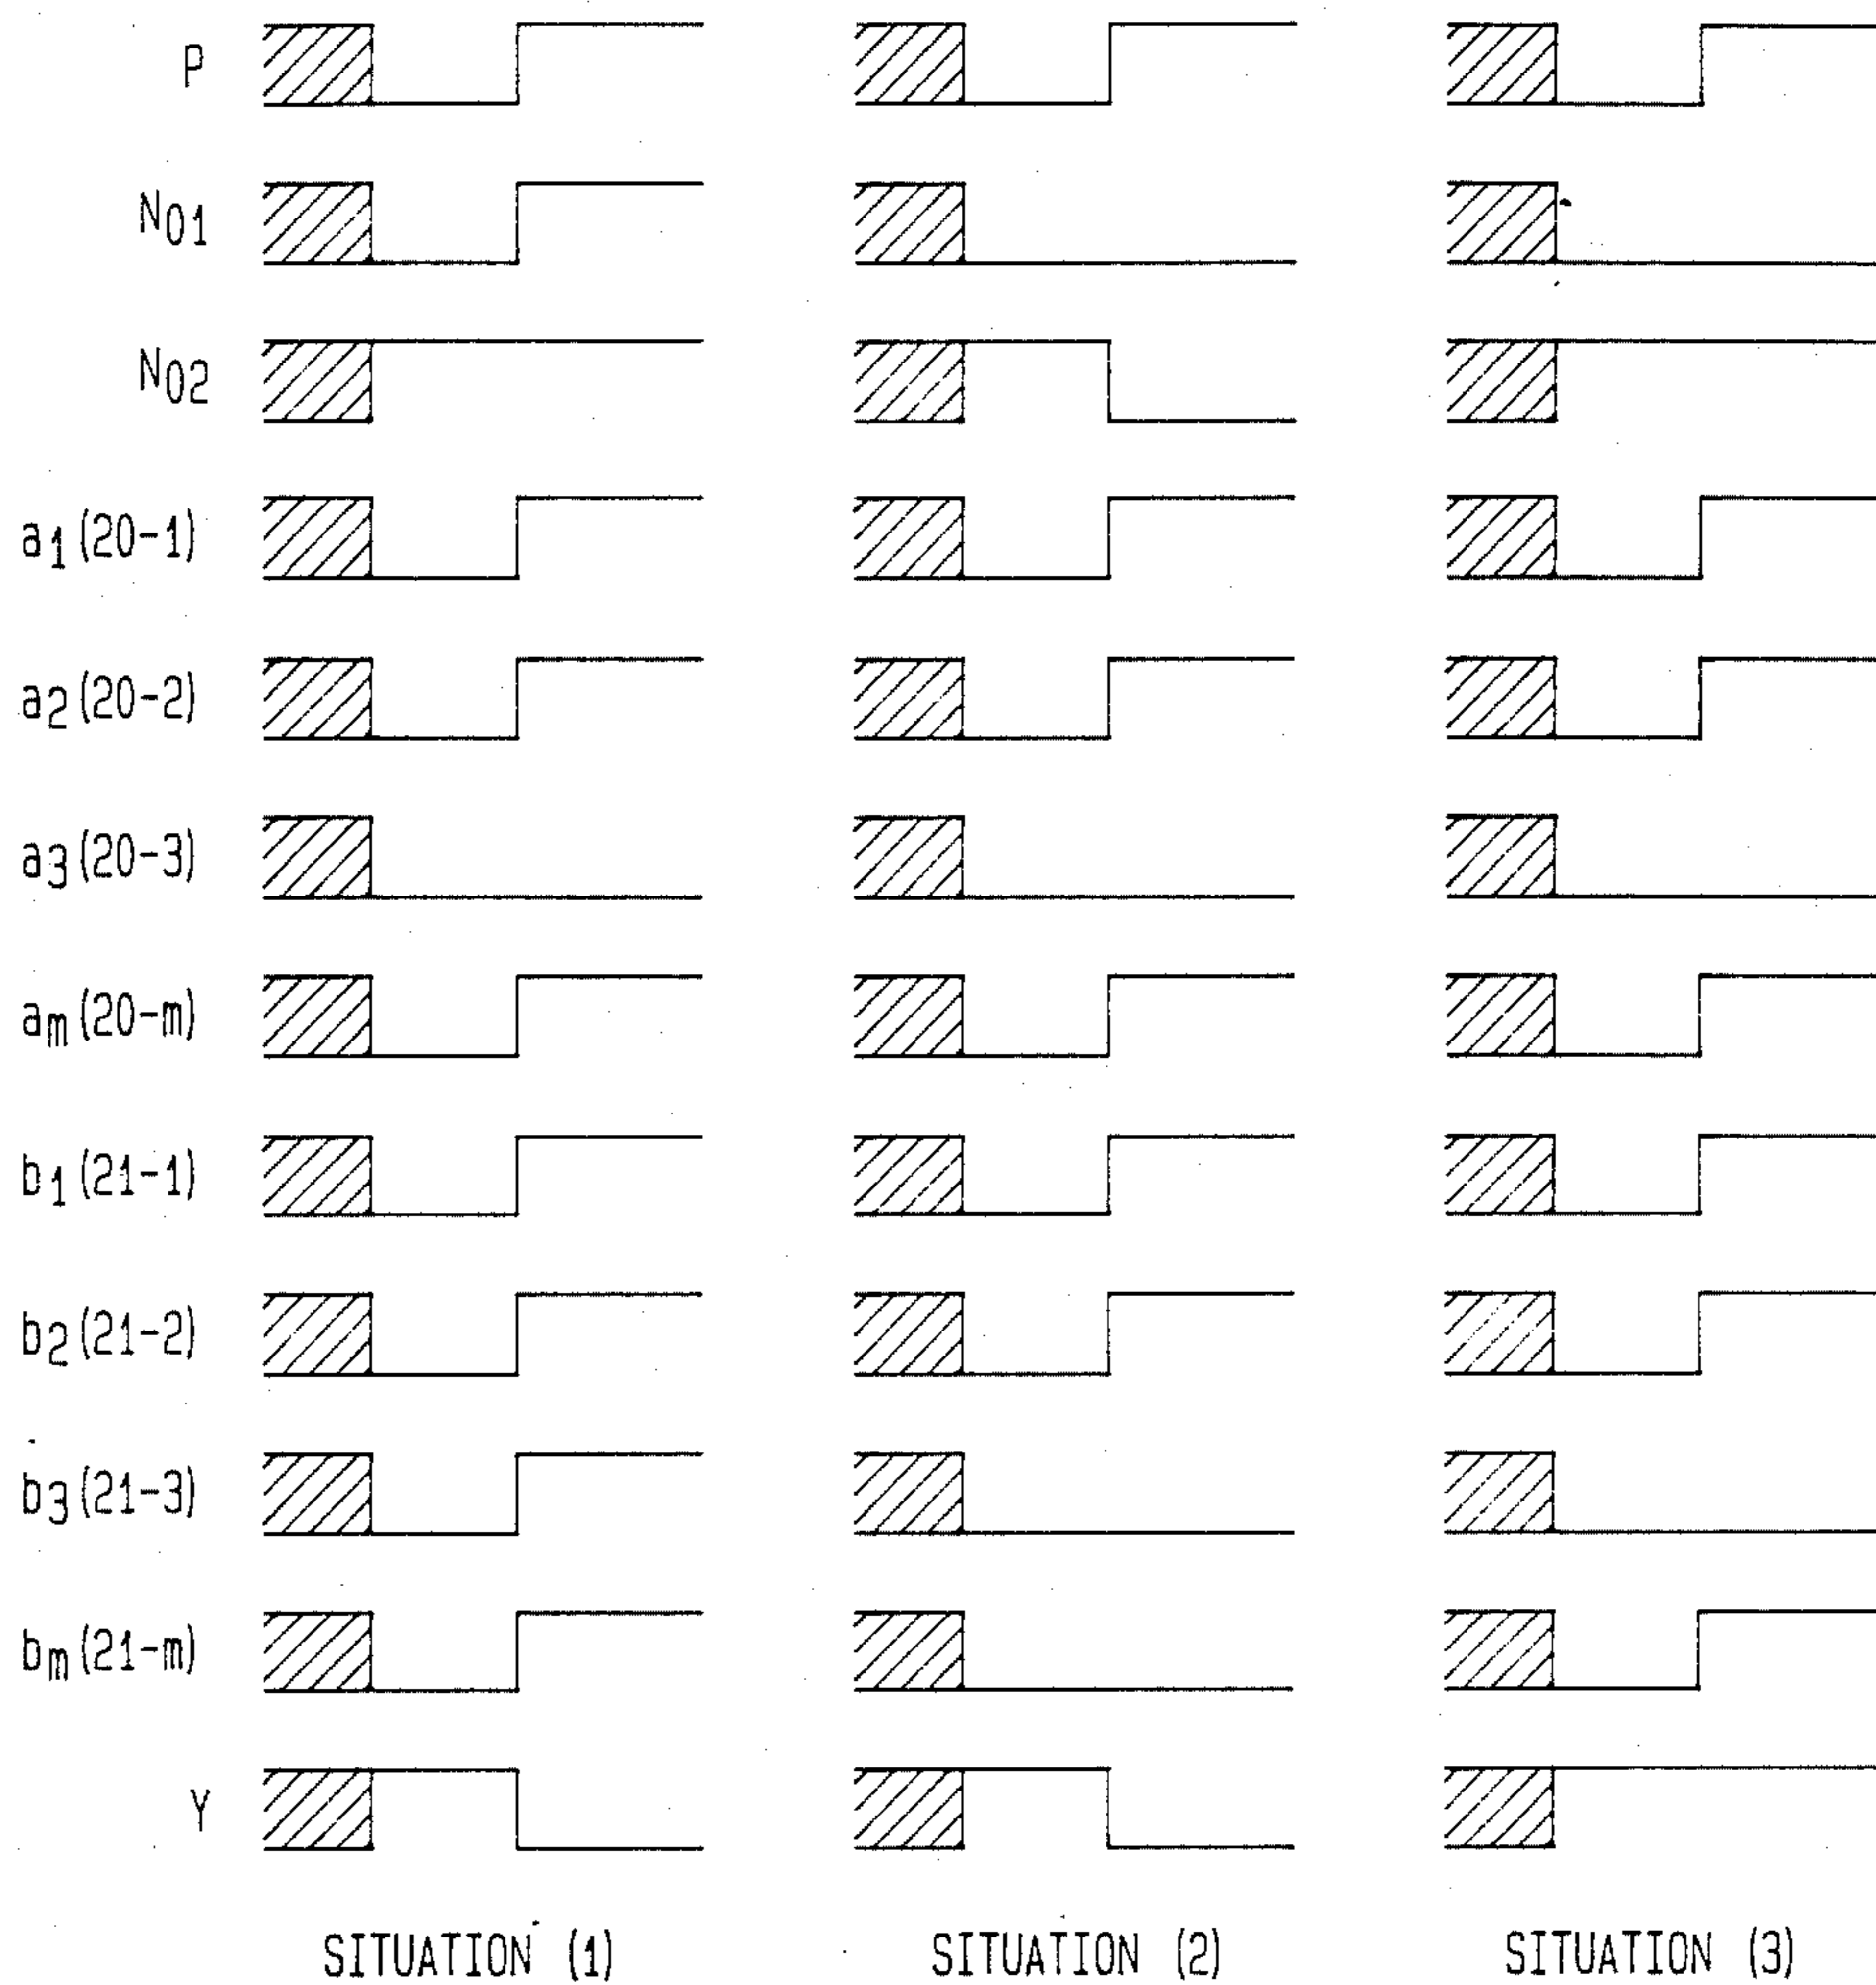 P
N01
N02
a1(20-1)
a2(20-2)
a3(20-3)
am(20-m)
b1(21-1)
b2(21-2)
b3(21-3)
bm(21-m)
Y
SITUATION (1) SITUATION (2) SITUATION (3)